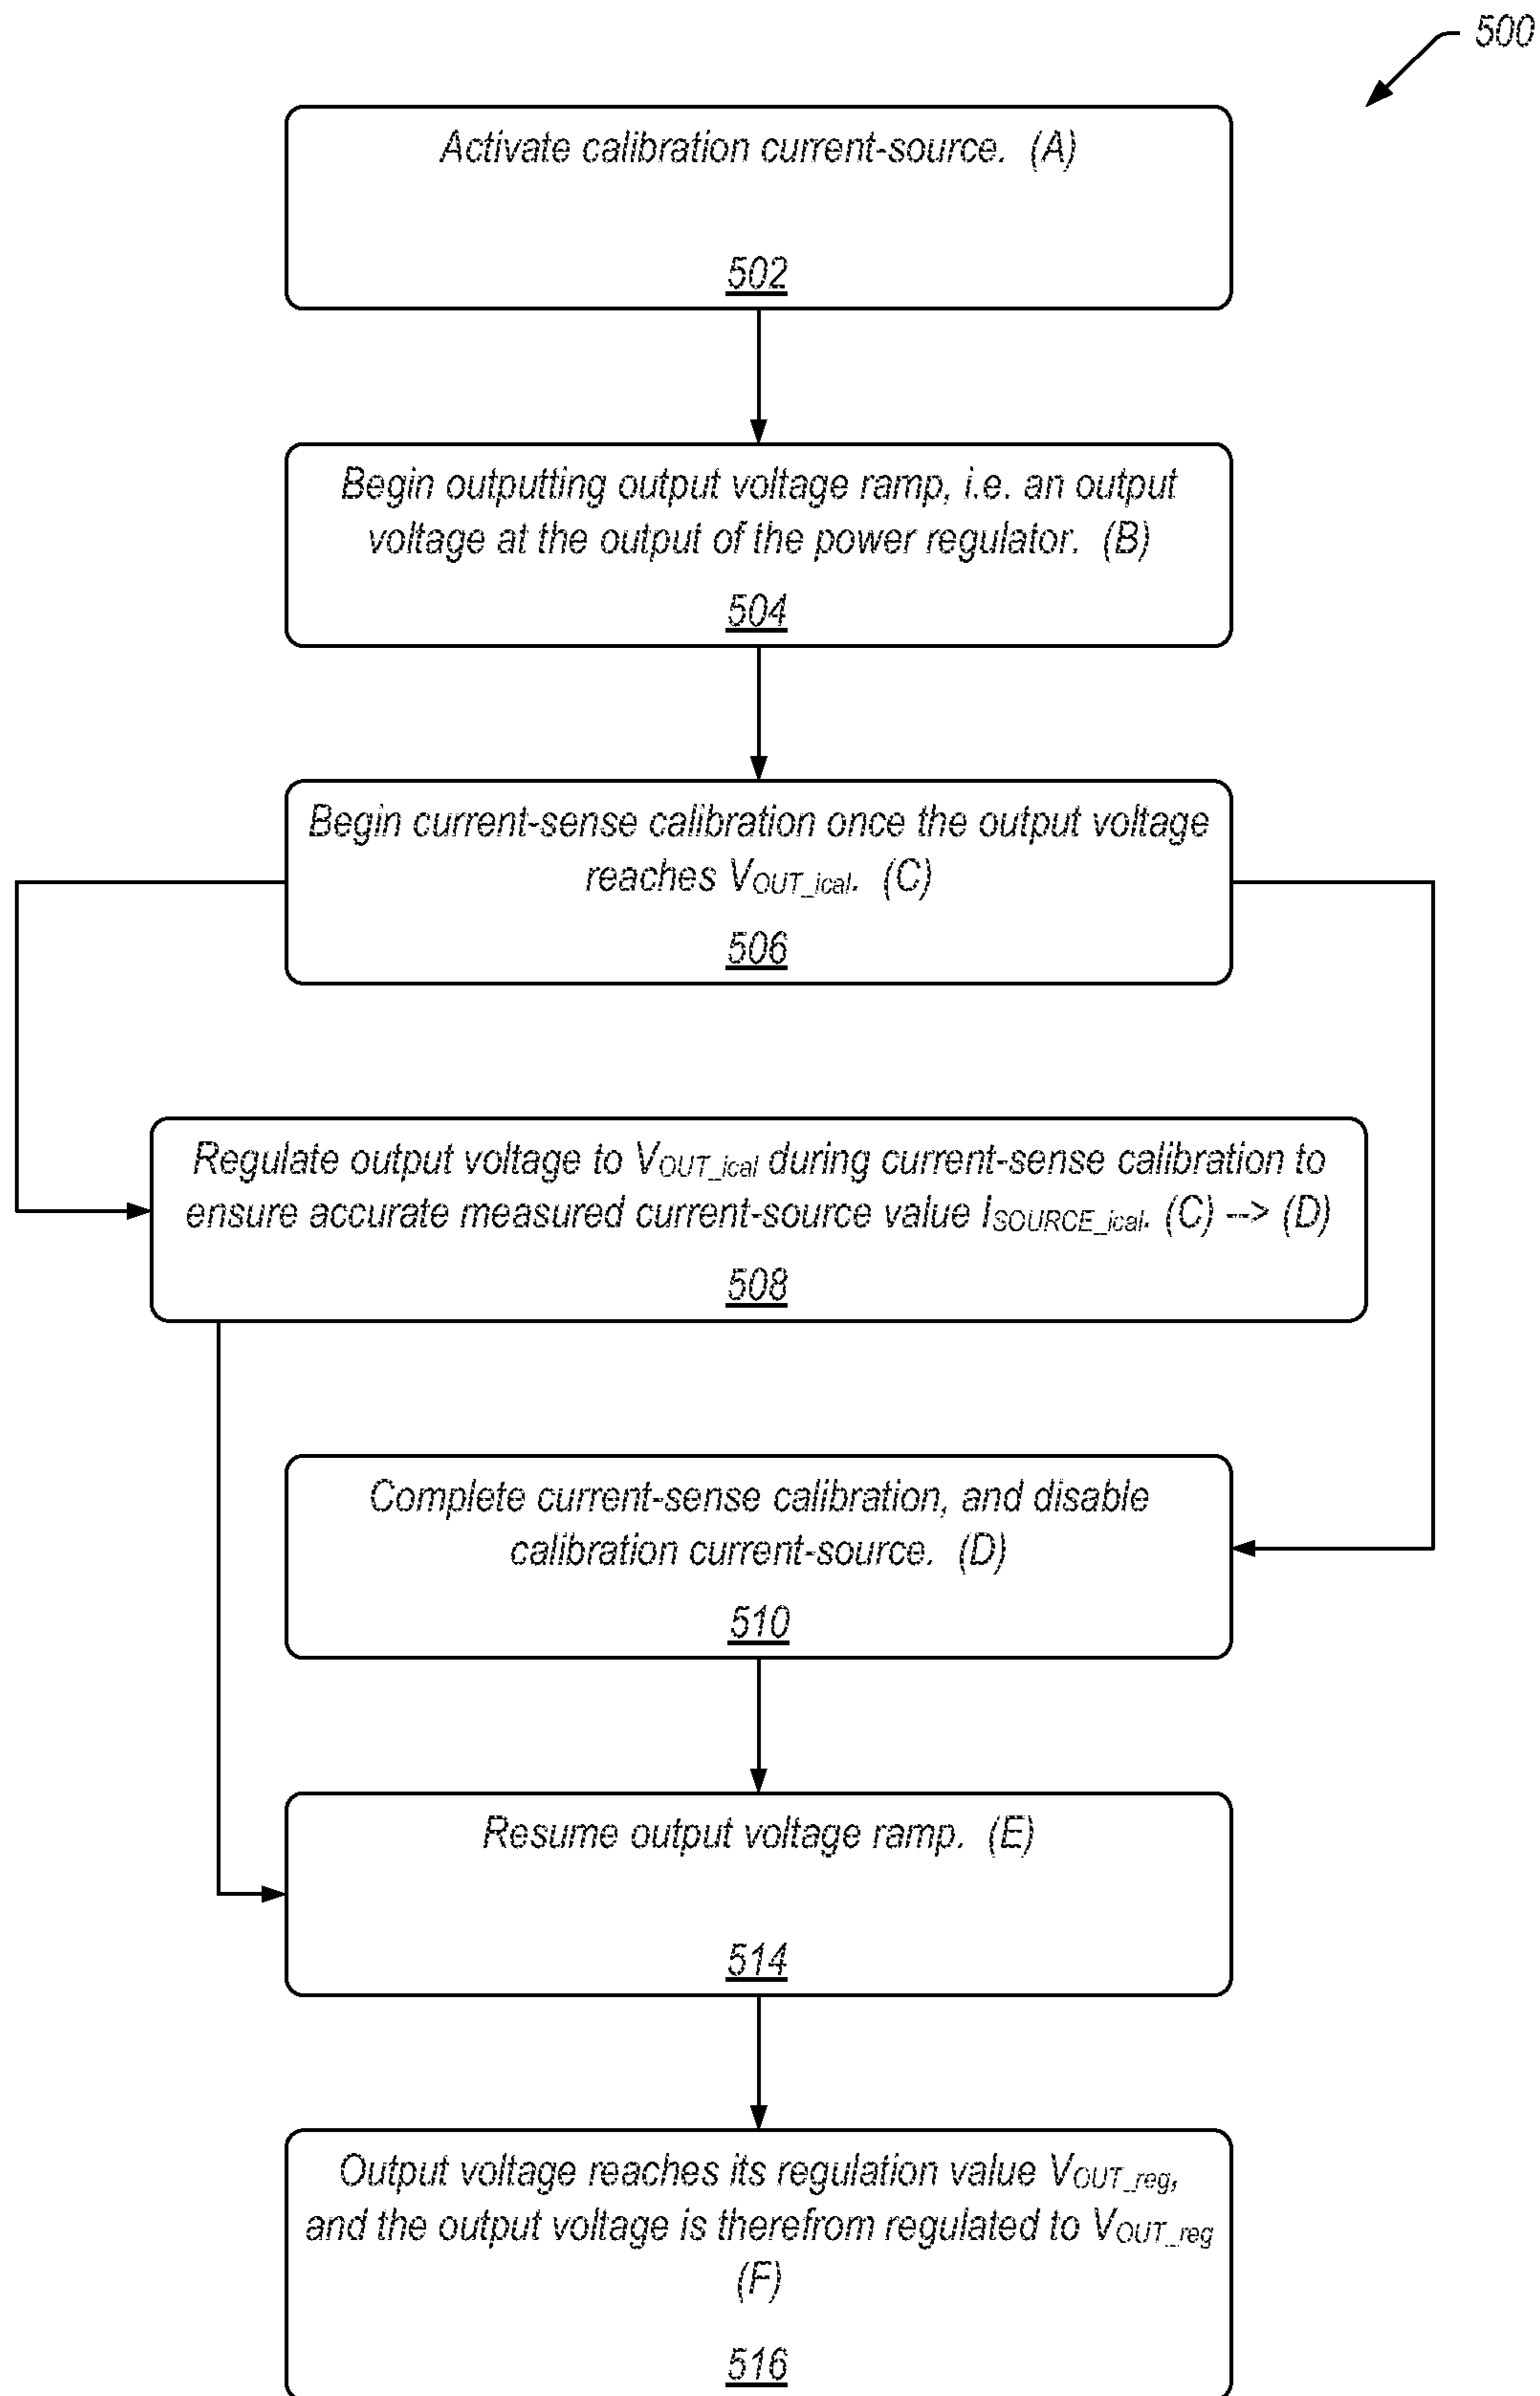 500
Activate calibration current-source. (A)
502
Begin outputting output voltage ramp, i.e. an output
voltage at the output of the power regulator. (B)
504
Begin current-sense calibration once the output voltage
reaches VOUT_ical. (C)
506
Regulate output voltage to VOUT_ical during current-sense calibration to
ensure accurate measured current-source value ISOURCE_ical. (C) --> (D)
508
Complete current-sense calibration, and disable
calibration current-source. (D)
510
Resume output voltage ramp. (E)
514
Output voltage reaches its regulation value VOUT_reg,
and the output voltage is therefrom regulated to VOUT_reg
(F)
516